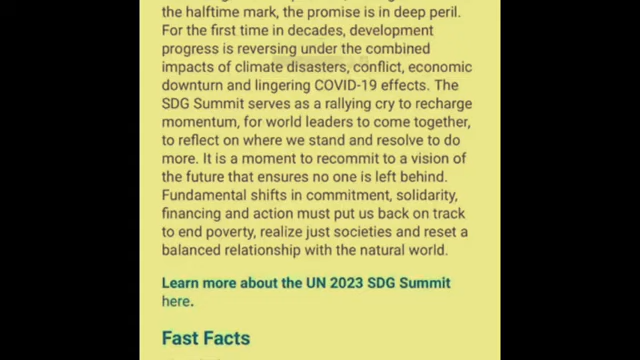 the halftime mark, the promise is in deep peril.
For the first time in decades, development
progress is reversing under the combined
impacts of climate disasters, conflict, economic
downturn and lingering COVID-19 effects. The
SDG Summit serves as a rallying cry to recharge
momentum, for world leaders to come together,
to reflect on where we stand and resolve to do
more. It is a moment to recommit to a vision of
the future that ensures no one is left behind.
Fundamental shifts in commitment, solidarity,
financing and action must put us back on track
to end poverty, realize just societies and reset a
balanced relationship with the natural world.
Learn more about the UN 2023 SDG Summit
here.
Fast Facts